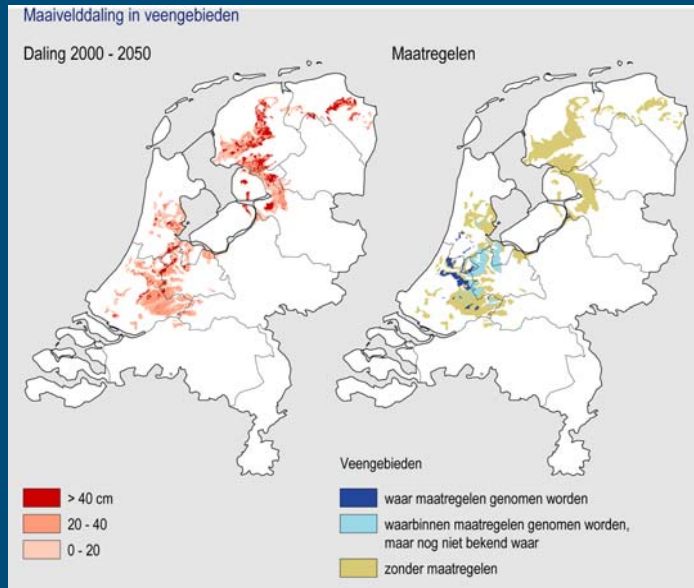 Maaivelddaling in veengebieden
Daling 2000 - 2050
Maatregelen
> 40 cm
20 - 40
0 - 20
Veengebieden
waar maatregelen genomen worden
waarbinnen maatregelen genomen worden,
maar nog niet bekend waar
zonder maatregelen